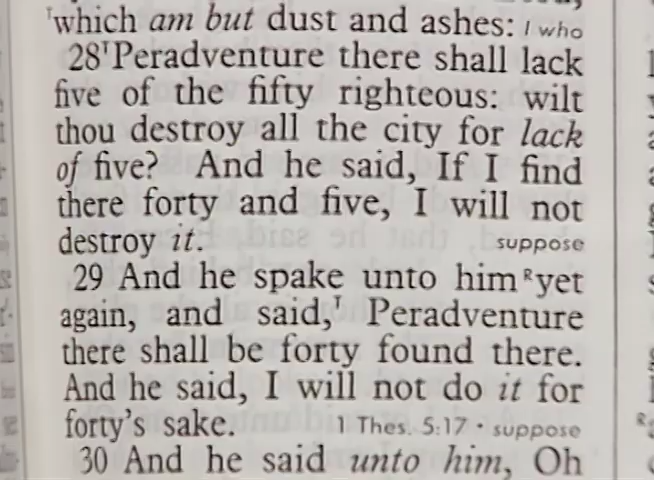 ᵀwhich am but dust and ashes: I who
28ᵀPeradventure there shall lack
five of the fifty righteous: wilt
thou destroy all the city for lack
of five? And he said, If I find
there forty and five, I will not
destroy it. suppose
29 And he spake unto him ᴿyet
again, and said,ᵀ Peradventure
there shall be forty found there.
And he said, I will not do it for
forty's sake. 1 Thes. 5:17 · suppose
30 And he said unto him, Oh